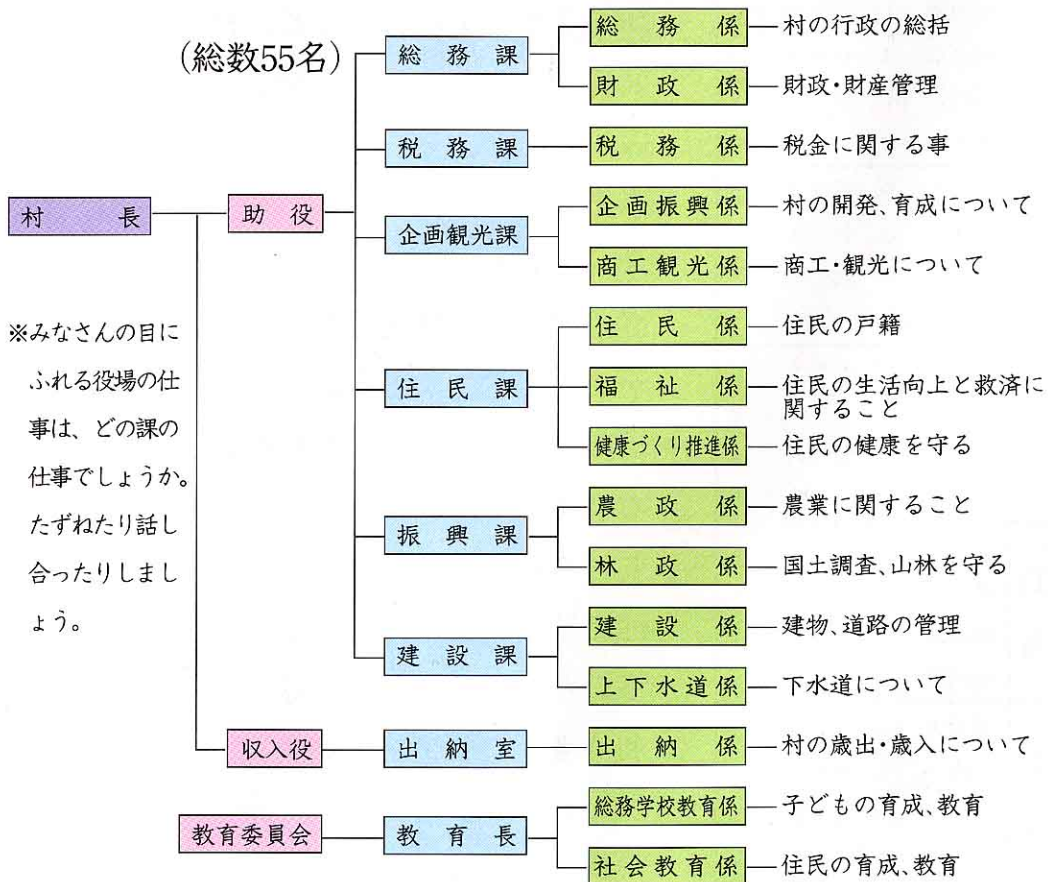 (総数55名)
村長
助役
総務課
総務係
村の行政の総括
財政係
財政・財産管理
税務課
税務係
税金に関する事
企画観光課
企画振興係
村の開発、育成について
商工観光係
商工・観光について
住民課
住民係
住民の戸籍
福祉係
住民の生活向上と救済に
関すること
健康づくり推進係
住民の健康を守る
振興課
農政係
農業に関すること
林政係
国土調査、山林を守る
建設課
建設係
建物、道路の管理
上下水道係
下水道について
収入役
出納室
出納係
村の歳出・歳入について
教育委員会
教育長
総務学校教育係
子どもの育成、教育
社会教育係
住民の育成、教育
※みなさんの目に
ふれる役場の仕
事は、どの課の
仕事でしょうか。
たずねたり話し
合ったりしまし
ょう。